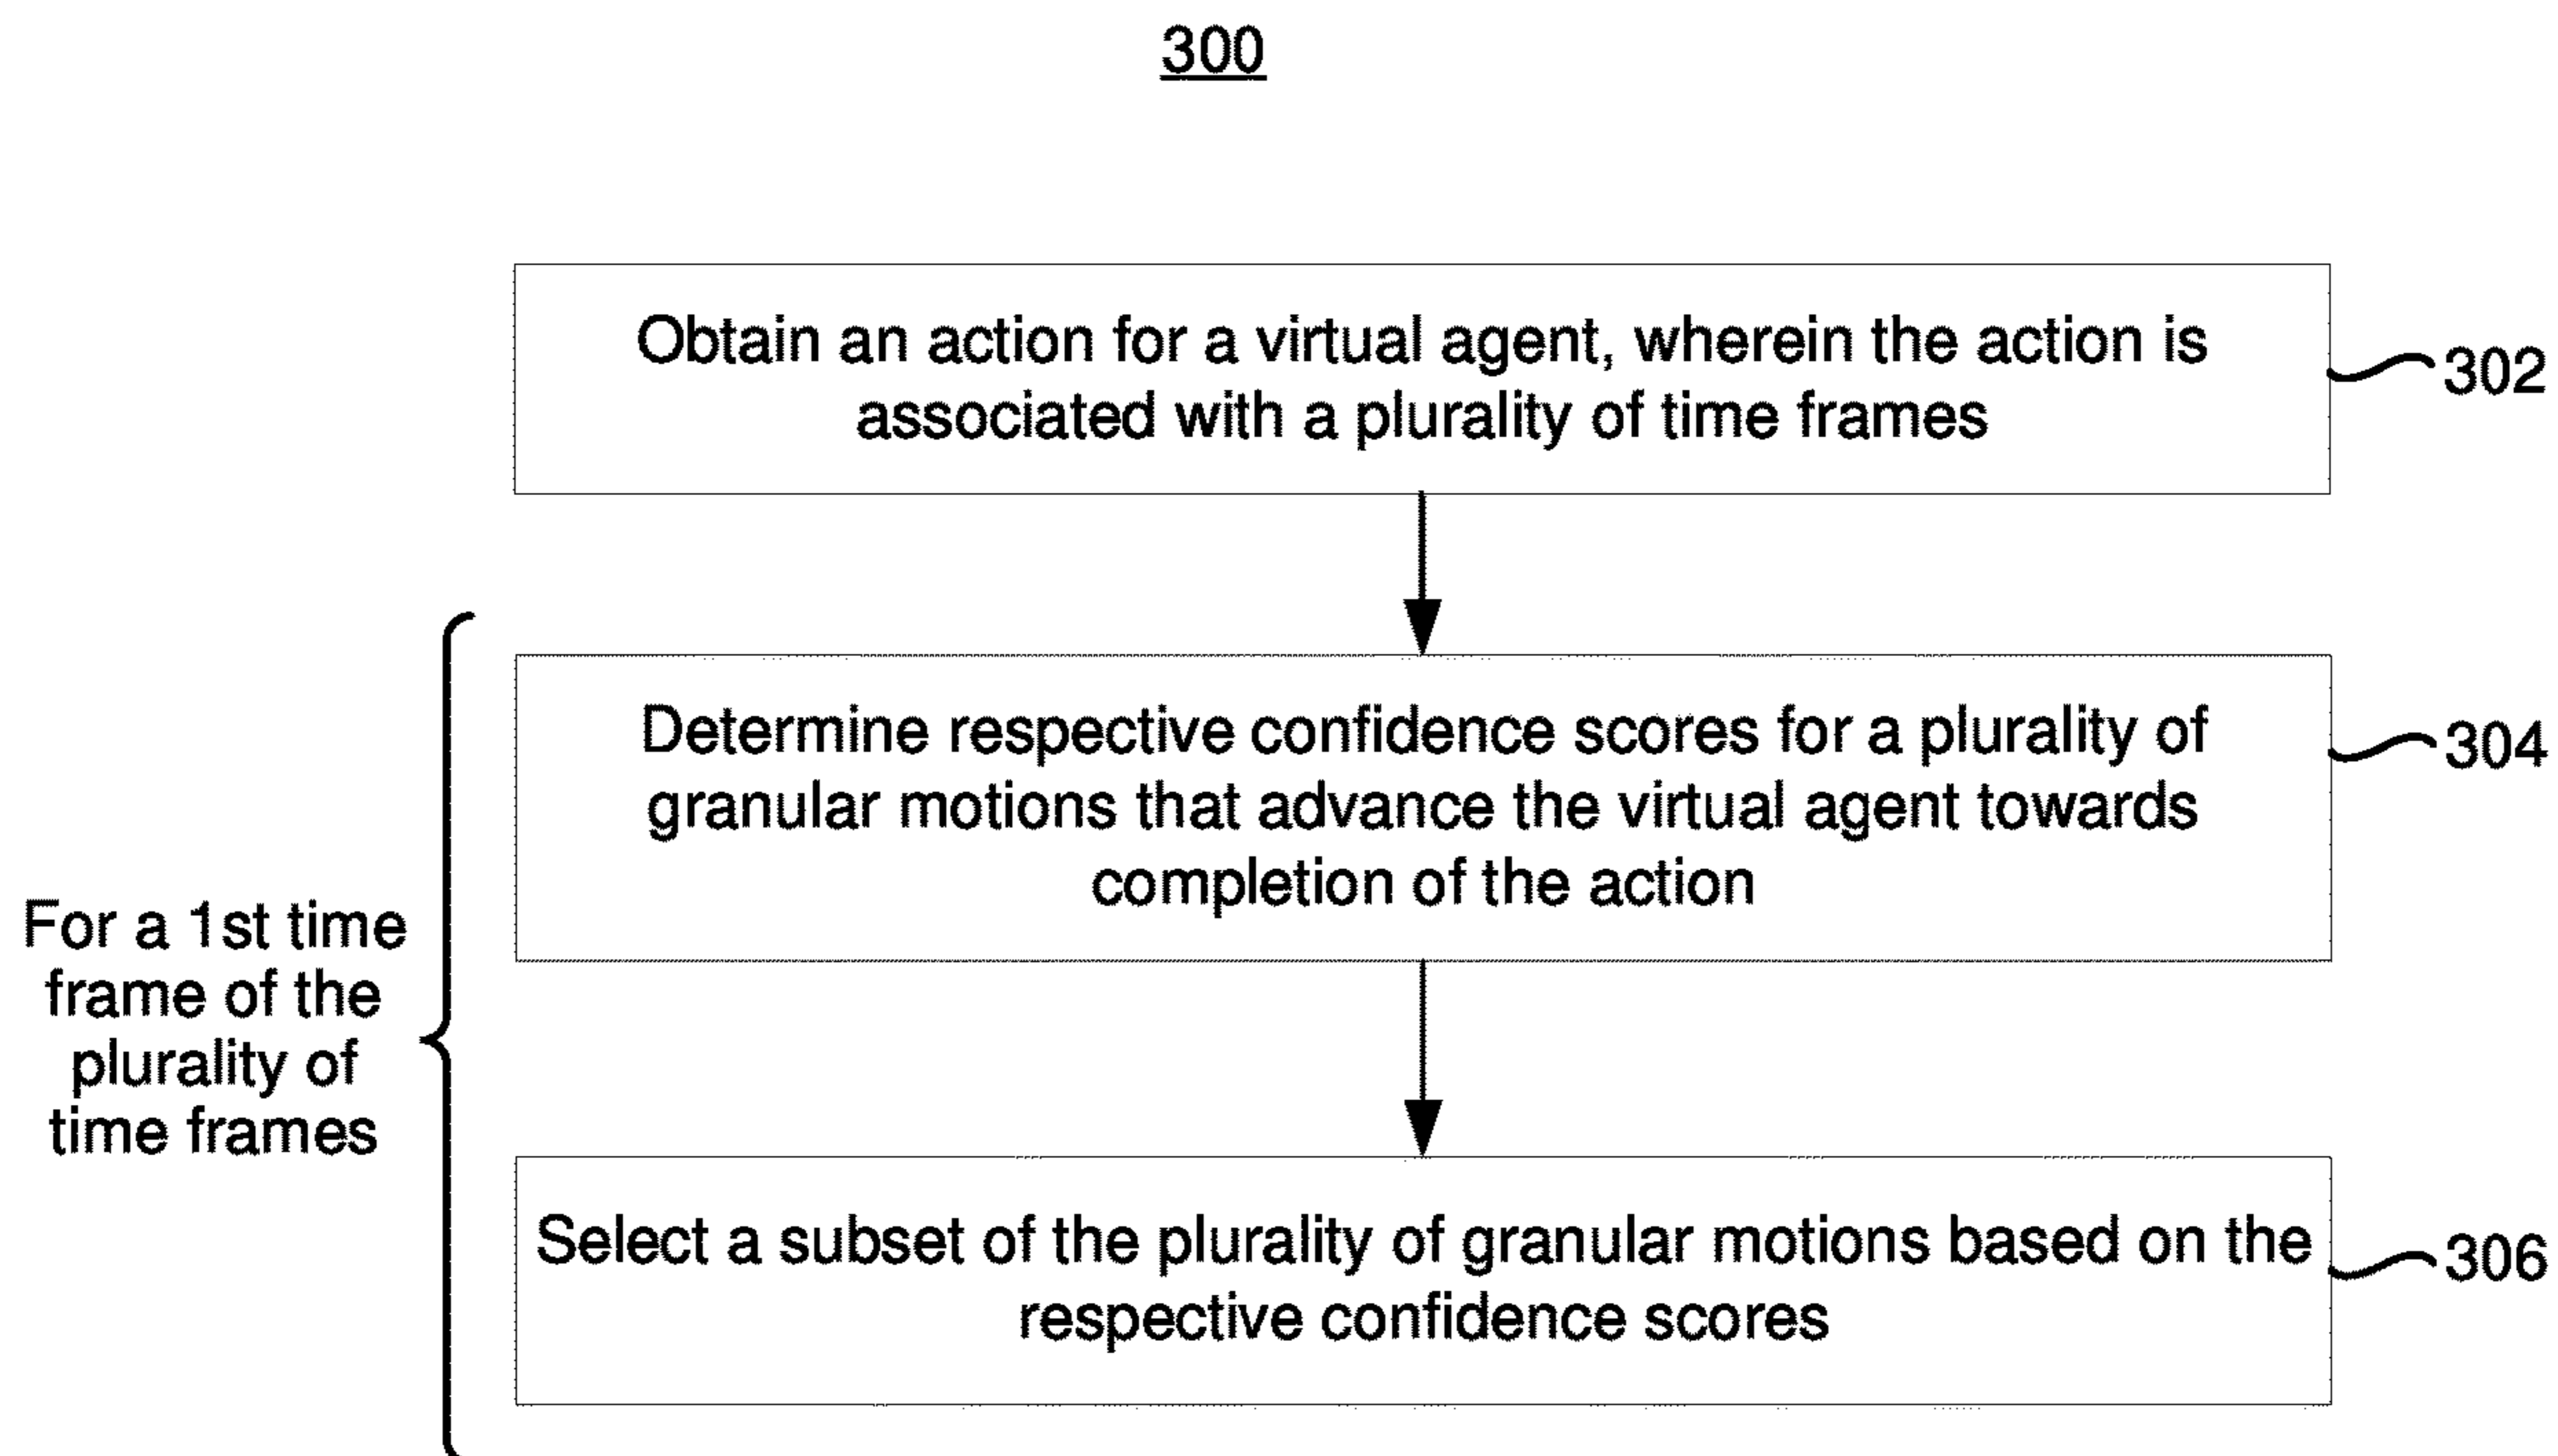 300
Obtain an action for a virtual agent, wherein the action is
associated with a plurality of time frames
302
Determine respective confidence scores for a plurality of
granular motions that advance the virtual agent towards
completion of the action
304
For a 1st time
frame of the
plurality of
time frames
Select a subset of the plurality of granular motions based on the
respective confidence scores
306